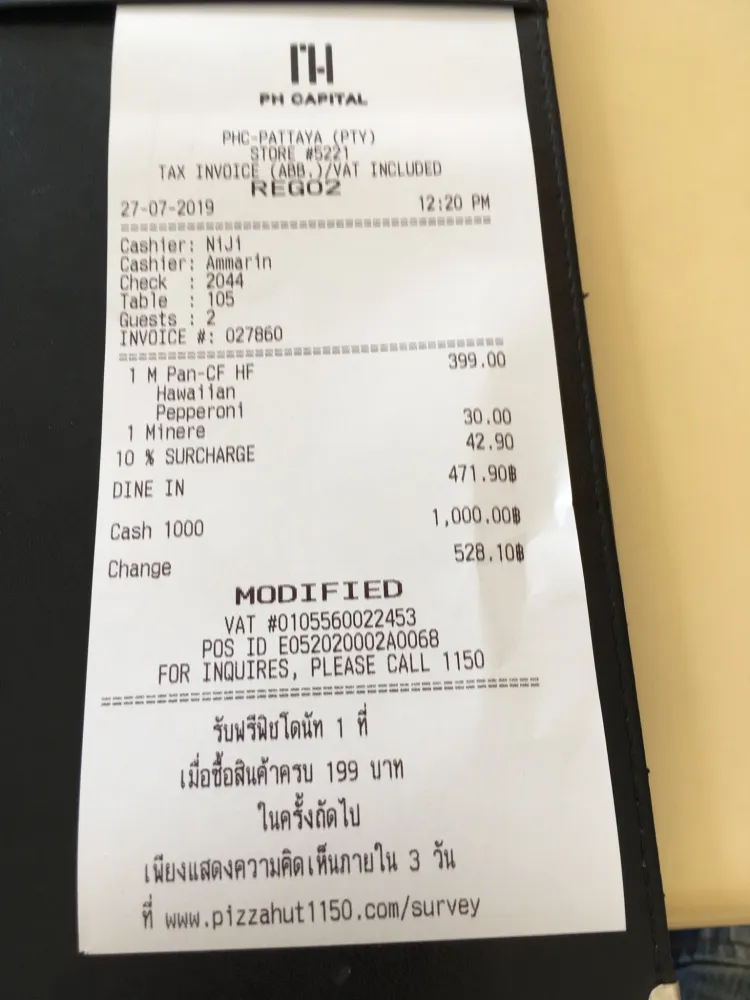 PH
PH CAPITAL
PHC-PATTAYA (PTY)
STORE #5221
TAX INVOICE (ABB.)/VAT INCLUDED
REG02
27-07-2019 12:20 PM
Cashier: NiJi
Cashier: Ammarin
Check : 2044
Table : 105
Guests : 2
INVOICE #: 027860
1 M Pan-CF HF 399.00
Hawaiian
Pepperoni
1 Minere 30.00
10 % SURCHARGE 42.90
DINE IN 471.90฿
Cash 1000 1,000.00฿
Change 528.10฿
MODIFIED
VAT #0105560022453
POS ID E052020002A0068
FOR INQUIRES, PLEASE CALL 1150
รับฟรีฟิชโดนัท 1 ที่
เมื่อซื้อสินค้าครบ 199 บาท
ในครั้งถัดไป
เพียงแสดงความคิดเห็นภายใน 3 วัน
ที่ www.pizzahut1150.com/survey